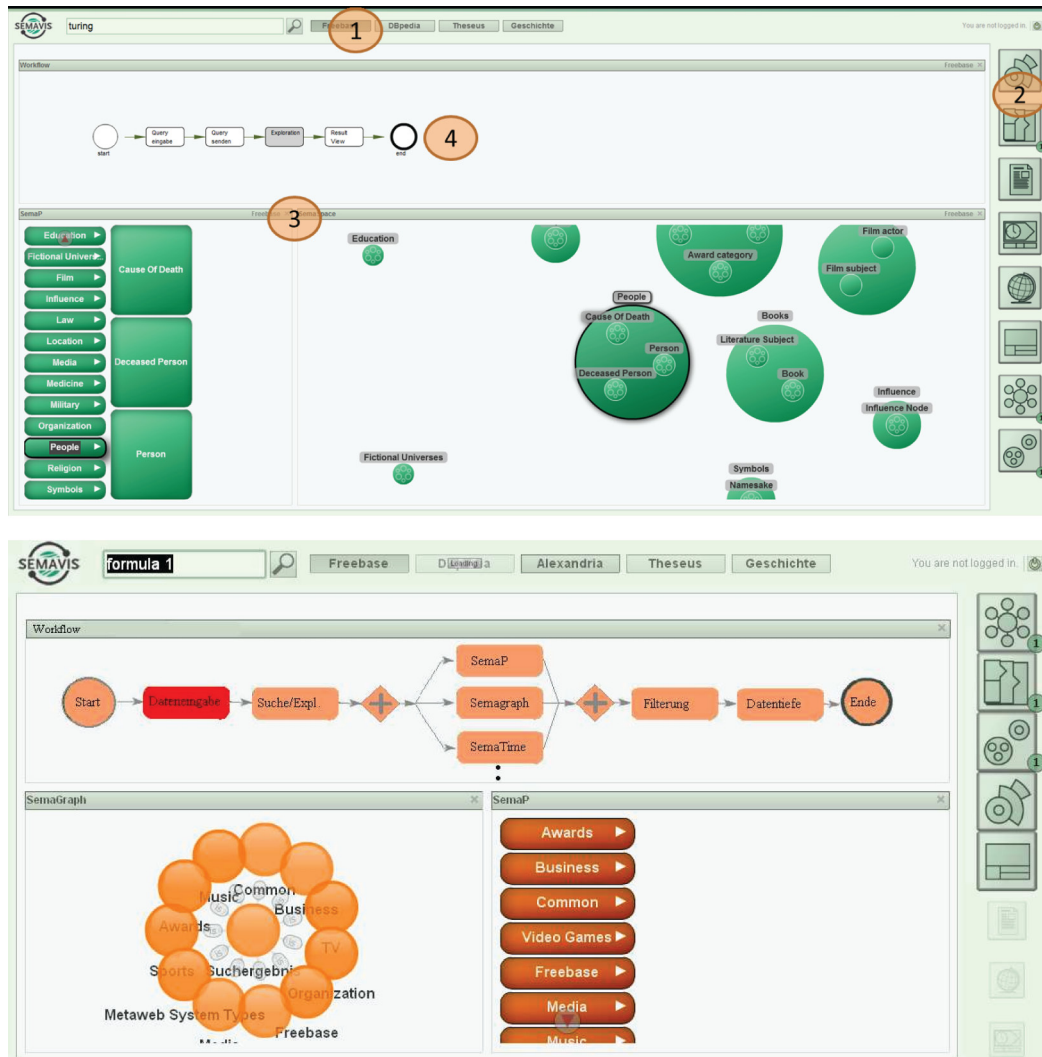 SEMAVIS
turing
1
DBpedia
Theseus
Geschichte
You are not logged in.
2
Workflow
Freebase ×
start
Query eingabe
Query senden
Exploration
Result View
end
4
SemaP
3
Freebase ×
Education
Fictional Univer
Film
Influence
Law
Location
Media
Medicine
Military
Organization
People
Religion
Symbols
Cause Of Death
Deceased Person
Person
Education
Award category
Film actor
Film subject
People
Cause Of Death
Person
Deceased Person
Books
Literature Subject
Book
Influence
Influence Node
Fictional Universes
Symbols
Namesake
SEMAVIS
formula 1
Freebase
Loading
Alexandria
Theseus
Geschichte
You are not logged in.
Workflow
Start
Dateneingabe
Suche/Expl.
SemaP
Semagraph
SemaTime
Filterung
Datentiefe
Ende
1
1
1
SemaGraph
Music
Common
Business
Awards
TV
Sports
Suchergebnis
Organization
Metaweb System Types
Freebase
SemaP
Awards
Business
Common
Video Games
Freebase
Media
Music